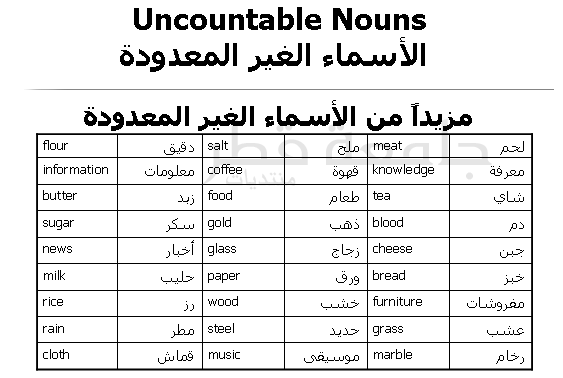 Uncountable Nouns
الأسماء الغير المعدودة
مزيداً من الأسماء الغير المعدودة
flour دقيق salt ملح meat لحم
information معلومات coffee قهوة knowledge معرفة
butter زبد food طعام tea شاي
sugar سكر gold ذهب blood دم
news أخبار glass زجاج cheese جبن
milk حليب paper ورق bread خبز
rice رز wood خشب furniture مفروشات
rain مطر steel حديد grass عشب
cloth قماش music موسيقى marble رخام
جامعة قطر
منتديات